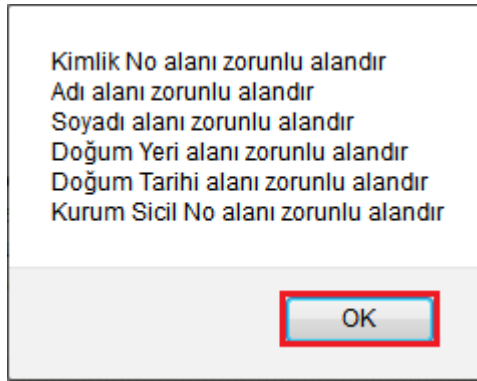 Kimlik No alanı zorunlu alandır
Adı alanı zorunlu alandır
Soyadı alanı zorunlu alandır
Doğum Yeri alanı zorunlu alandır
Doğum Tarihi alanı zorunlu alandır
Kurum Sicil No alanı zorunlu alandır
OK